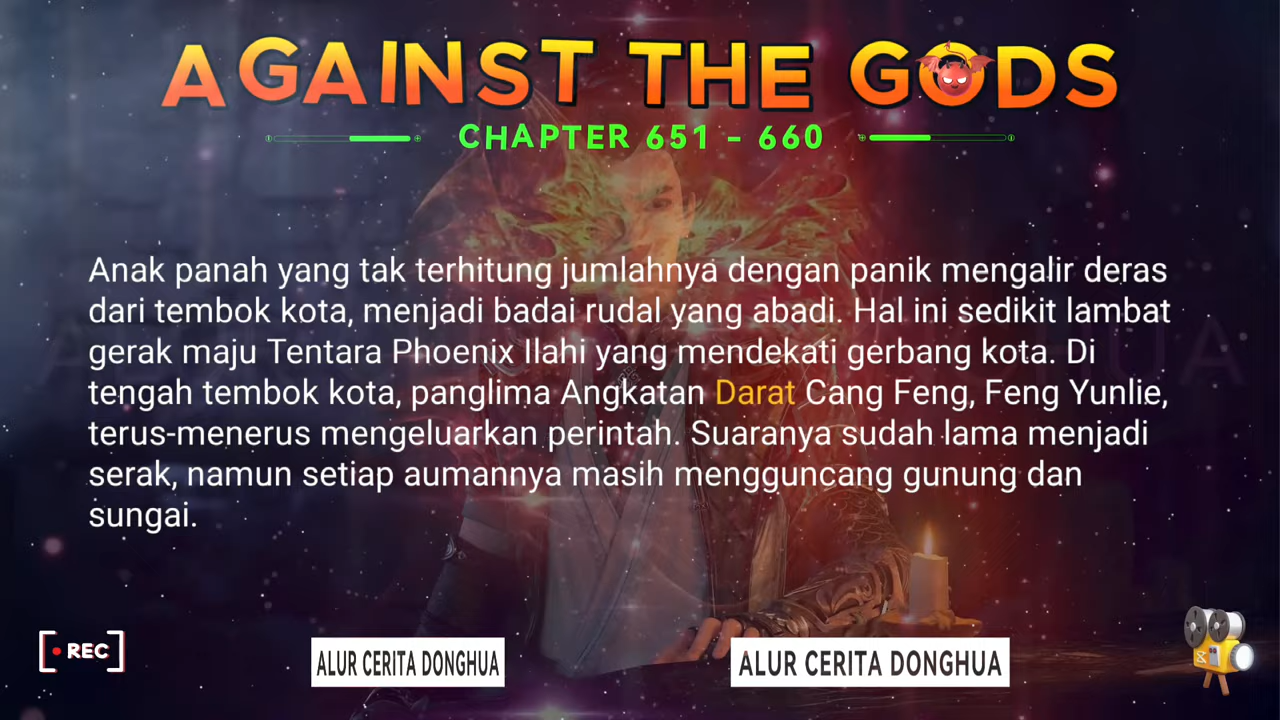 AGAINST THE GODS
CHAPTER 651 - 660
Anak panah yang tak terhitung jumlahnya dengan panik mengalir deras
dari tembok kota, menjadi badai rudal yang abadi. Hal ini sedikit lambat
gerak maju Tentara Phoenix Ilahi yang mendekati gerbang kota. Di
tengah tembok kota, panglima Angkatan Darat Cang Feng, Feng Yunlie,
terus-menerus mengeluarkan perintah. Suaranya sudah lama menjadi
serak, namun setiap aumannya masih mengguncang gunung dan
sungai.
REC
ALUR CERITA DONGHUA
ALUR CERITA DONGHUA